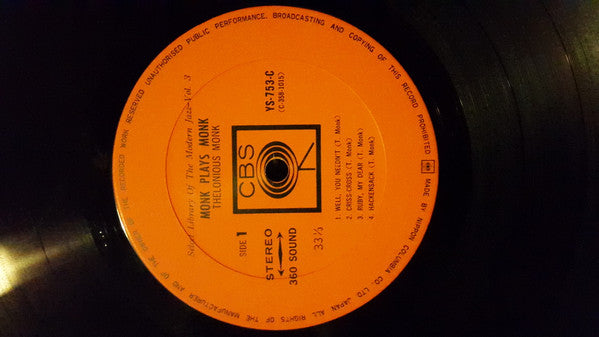 ALL RIGHTS OF THE MANUFACTURER AND OF THE OWNER OF THE RECORDED WORK RESERVED UNAUTHORISED PUBLIC PERFORMANCE, BROADCASTING AND COPYING OF THIS RECORD PROHIBITED
MADE BY NIPPON COLUMBIA CO., LTD. JAPAN
Select Library Of The Modern Jazz-Vol. 3
MONK PLAYS MONK
THELONIOUS MONK
YS-753-C
(C-358-1015)
CBS
SIDE 1
STEREO
360 SOUND
33⅓
1. WELL, YOU NEEDN'T (T. Monk)
2. CRISS-CROSS (T. Monk)
3. RUBY, MY DEAR (T. Monk)
4. HACKENSACK (T. Monk)